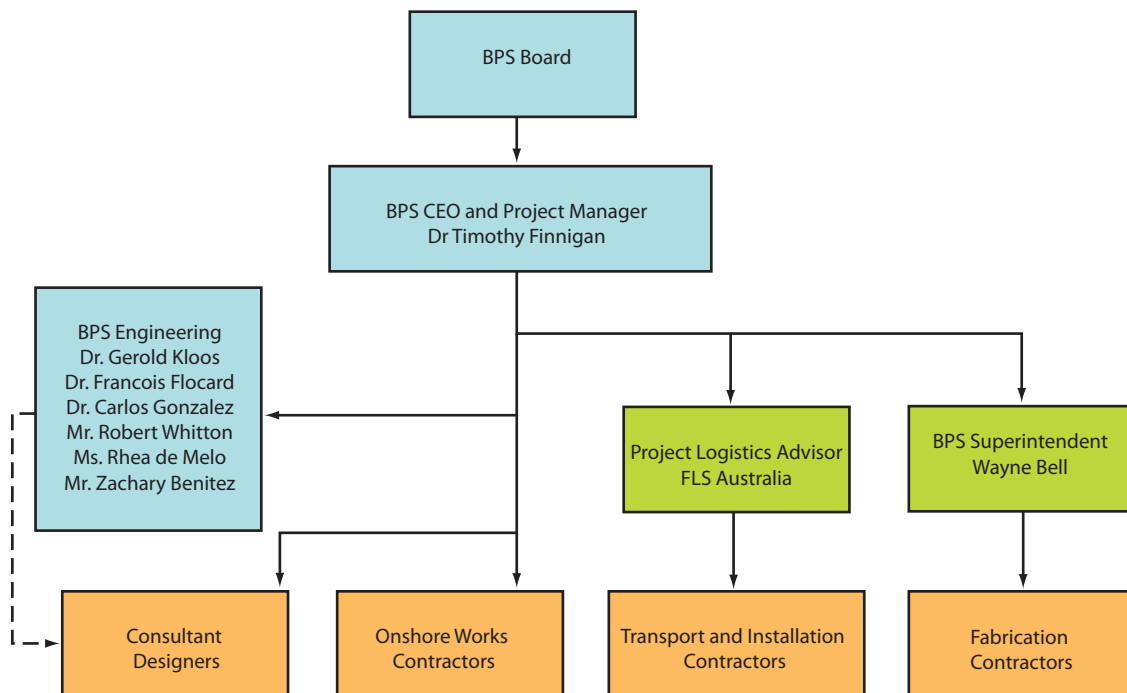 BPS Board
BPS CEO and Project Manager
Dr Timothy Finnigan
BPS Engineering
Dr. Gerold Kloos
Dr. Francois Flocard
Dr. Carlos Gonzalez
Mr. Robert Whitton
Ms. Rhea de Melo
Mr. Zachary Benitez
Project Logistics Advisor
FLS Australia
BPS Superintendent
Wayne Bell
Consultant
Designers
Onshore Works
Contractors
Transport and Installation
Contractors
Fabrication
Contractors